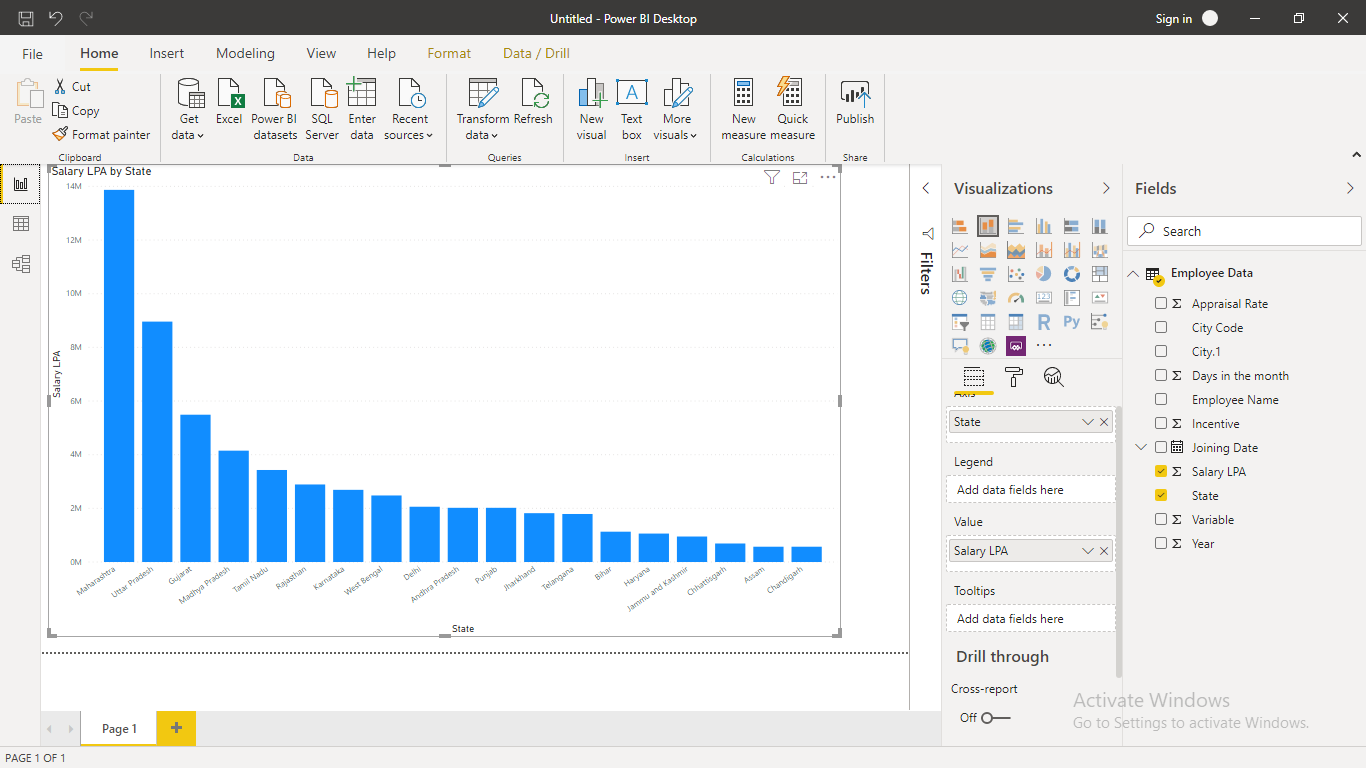 Untitled - Power BI Desktop
Sign in
File Home Insert Modeling View Help Format Data / Drill
Paste
Cut
Copy
Format painter
Clipboard
Get data
Excel
Power BI datasets
SQL Server
Enter data
Recent sources
Data
Transform data
Refresh
Queries
New visual
Text box
More visuals
Insert
New measure
Quick measure
Calculations
Publish
Share
Salary LPA by State
14M
12M
10M
8M
6M
4M
2M
0M
Salary LPA
Maharashtra
Uttar Pradesh
Gujarat
Madhya Pradesh
Tamil Nadu
Rajasthan
Karnataka
West Bengal
Delhi
Andhra Pradesh
Punjab
Jharkhand
Telangana
Bihar
Haryana
Jammu and Kashmir
Chhattisgarh
Assam
Chandigarh
State
Filters
Visualizations
123
R
Py
Axis
State
Legend
Add data fields here
Value
Salary LPA
Tooltips
Add data fields here
Drill through
Cross-report
Off
Fields
Search
Employee Data
Σ Appraisal Rate
City Code
City.1
Σ Days in the month
Employee Name
Σ Incentive
Joining Date
Σ Salary LPA
State
Σ Variable
Σ Year
Activate Windows
Go to Settings to activate Windows.
Page 1
PAGE 1 OF 1